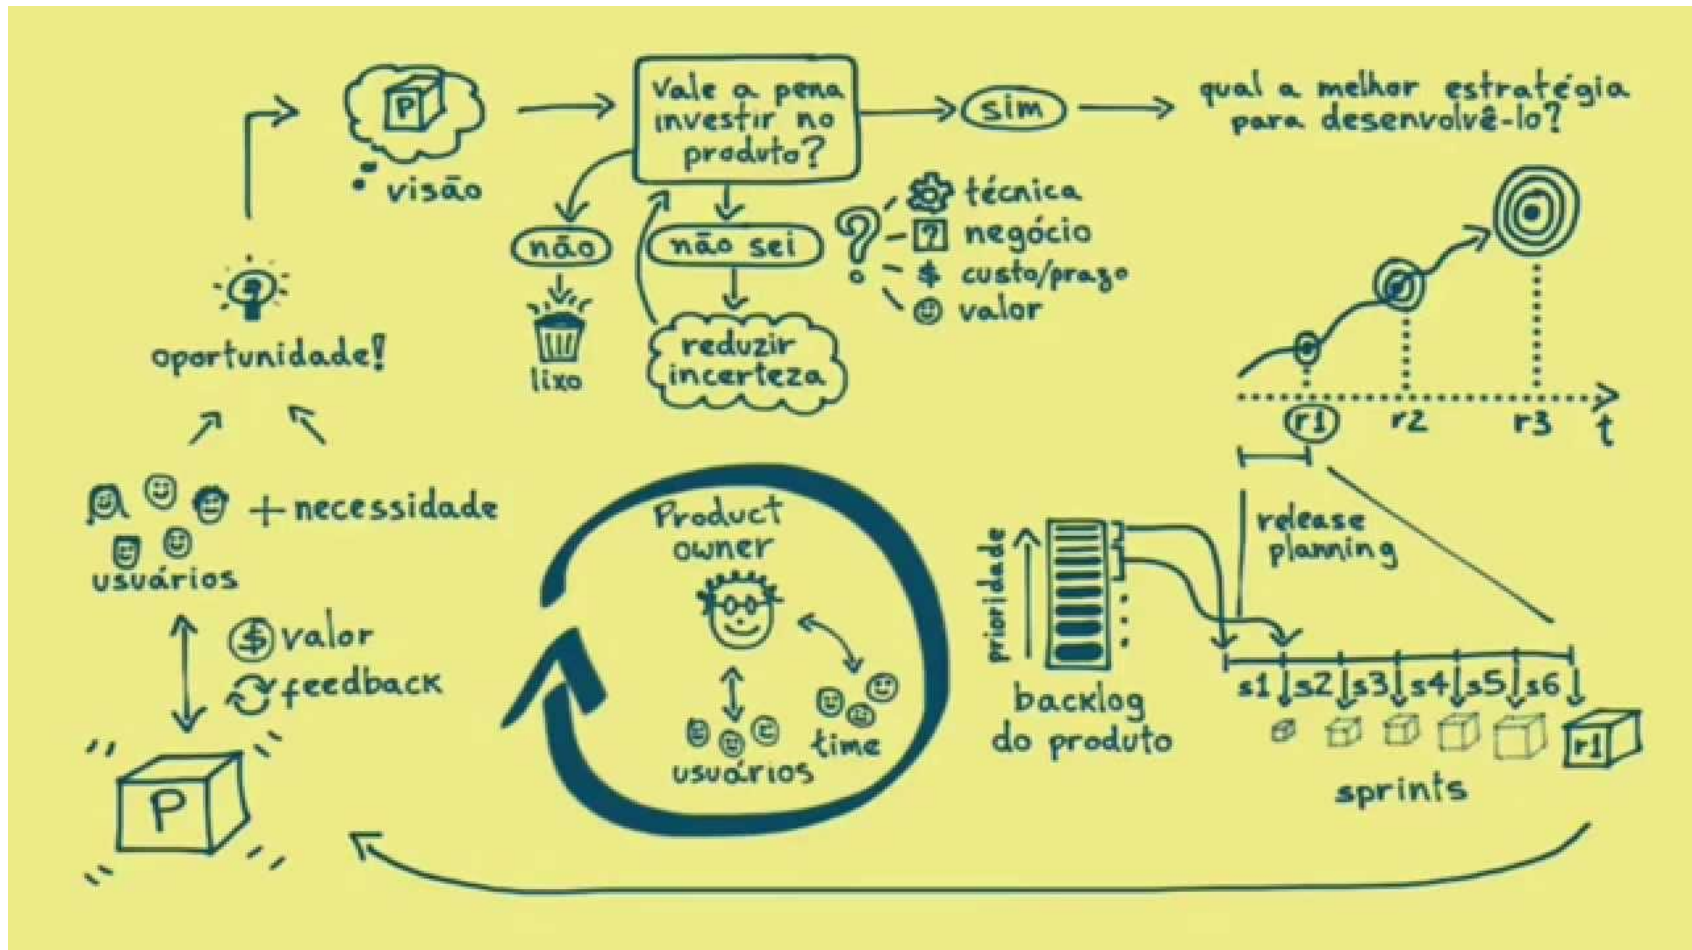 P
visão
Vale a pena
investir no
produto?
sim
qual a melhor estratégia
para desenvolvê-lo?
não
lixo
não sei
reduzir
incerteza
?
técnica
?
negócio
$
custo/prazo
valor
oportunidade!
usuários
+ necessidade
$ valor
feedback
P
Product
owner
usuários
time
r1
r2
r3
t
release
planning
prioridade
backlog
do produto
s1
s2
s3
s4
s5
s6
r1
sprints